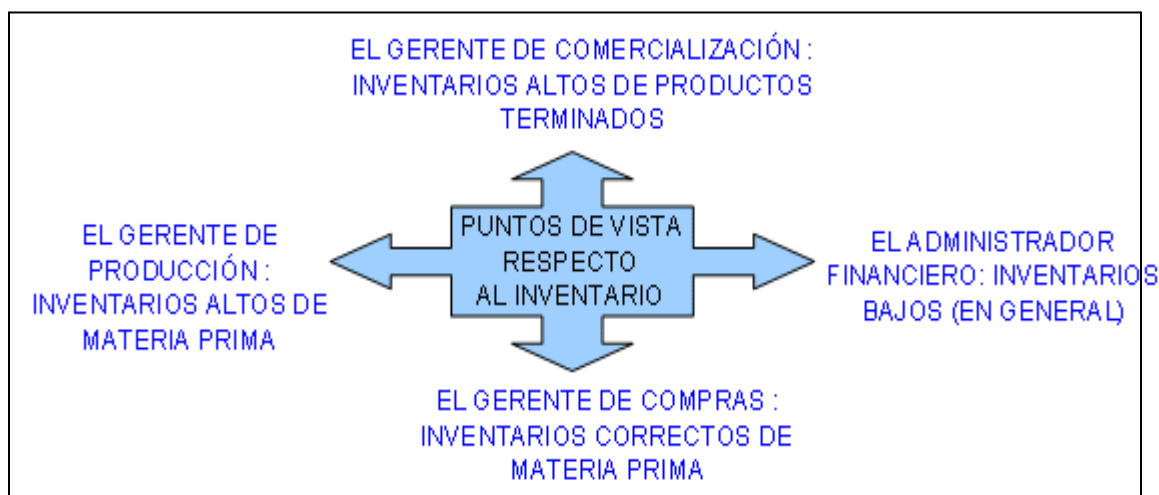 EL GERENTE DE COMERCIALIZACIÓN :
INVENTARIOS ALTOS DE PRODUCTOS
TERMINADOS
EL GERENTE DE
PRODUCCIÓN :
INVENTARIOS ALTOS DE
MATERIA PRIMA
PUNTOS DE VISTA
RESPECTO
AL INVENTARIO
EL ADMINISTRADOR
FINANCIERO: INVENTARIOS
BAJOS (EN GENERAL)
EL GERENTE DE COMPRAS :
INVENTARIOS CORRECTOS DE
MATERIA PRIMA